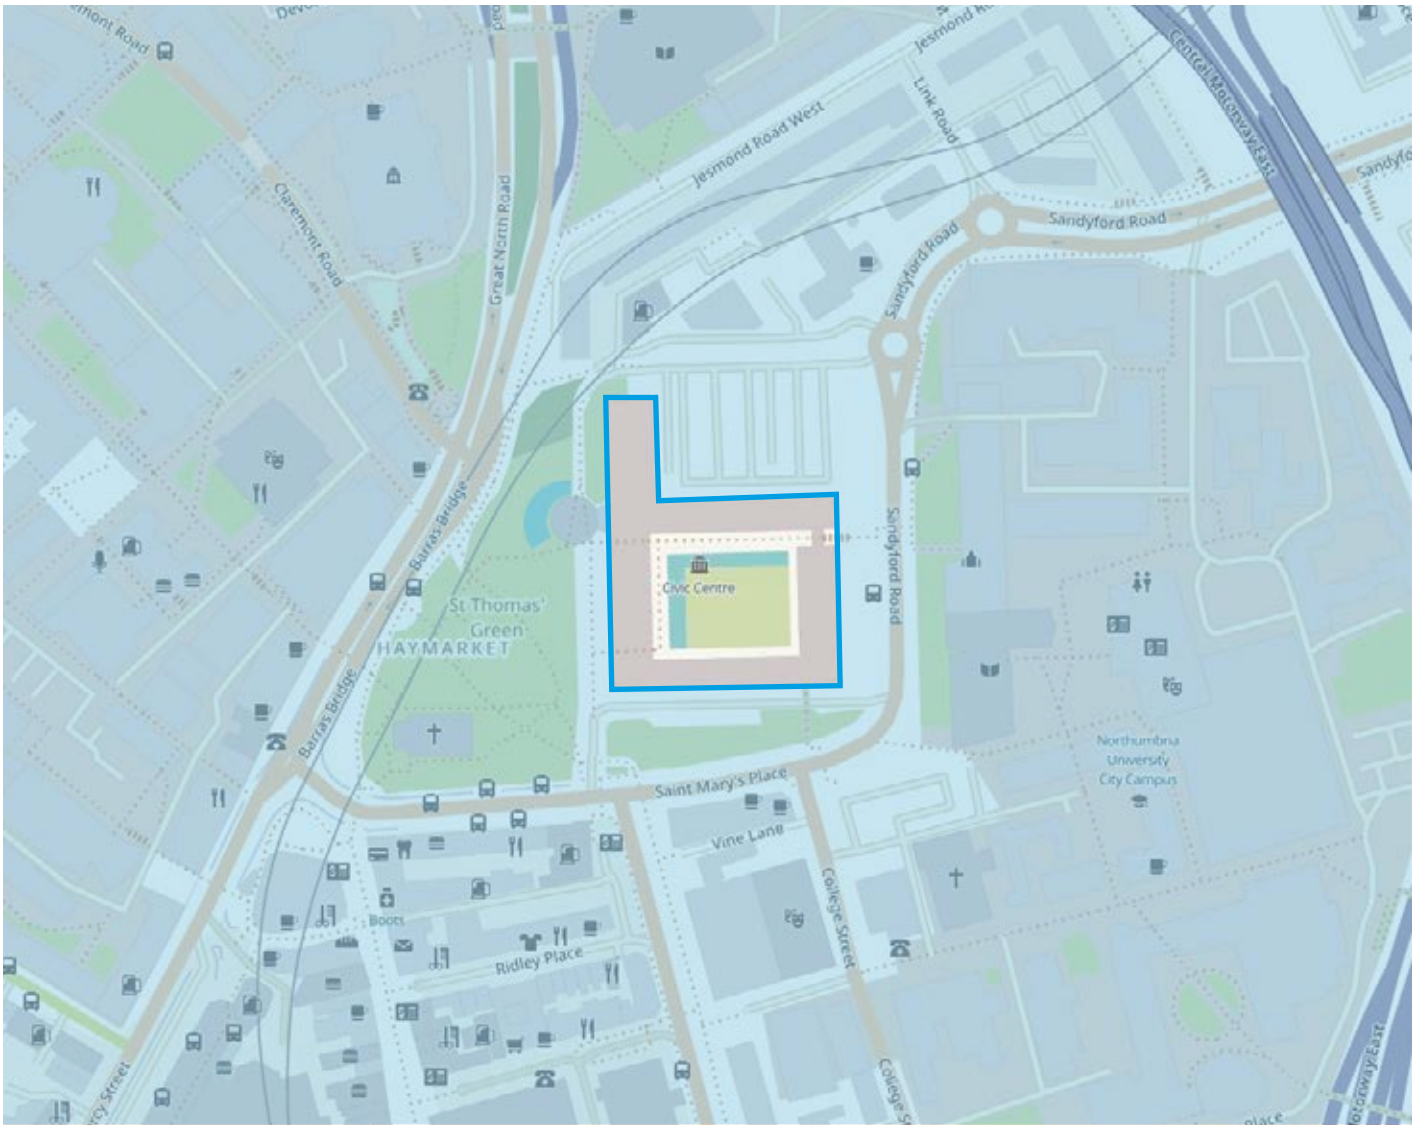 Jesmond Road West
Link Road
Central Motorway East
Claremont Road
Great North Road
Sandyford Road
Sandyford Road
Barras Bridge
Sandyford Road
Civic Centre
St Thomas'
Green
HAYMARKET
Barras Bridge
Northumbria
University
City Campus
Saint Mary's Place
Vine Lane
College Street
Boots
Ridley Place